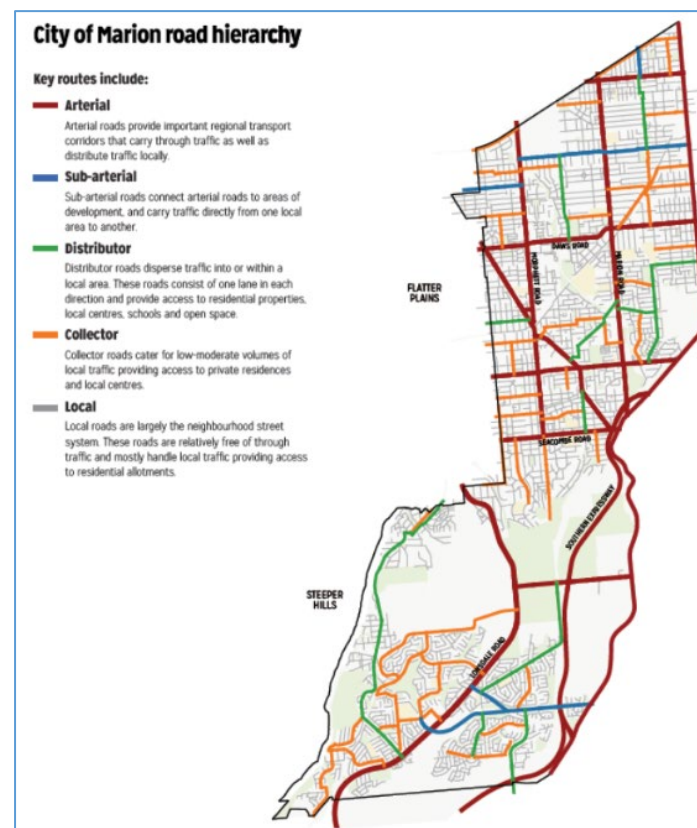 City of Marion road hierarchy
Key routes include:
Arterial
Arterial roads provide important regional transport
corridors that carry through traffic as well as
distribute traffic locally.
Sub-arterial
Sub-arterial roads connect arterial roads to areas of
development, and carry traffic directly from one local
area to another.
Distributor
Distributor roads disperse traffic into or within a
local area. These roads consist of one lane in each
direction and provide access to residential properties,
local centres, schools and open space.
Collector
Collector roads cater for low-moderate volumes of
local traffic providing access to private residences
and local centres.
Local
Local roads are largely the neighbourhood street
system. These roads are relatively free of through
traffic and mostly handle local traffic providing access
to residential allotments.
DAWS ROAD
MORPHETT ROAD
MARION ROAD
FLATTER
PLAINS
SEACOMBE ROAD
SOUTHERN EXPRESSWAY
STEEPER
HILLS
LONSDALE ROAD